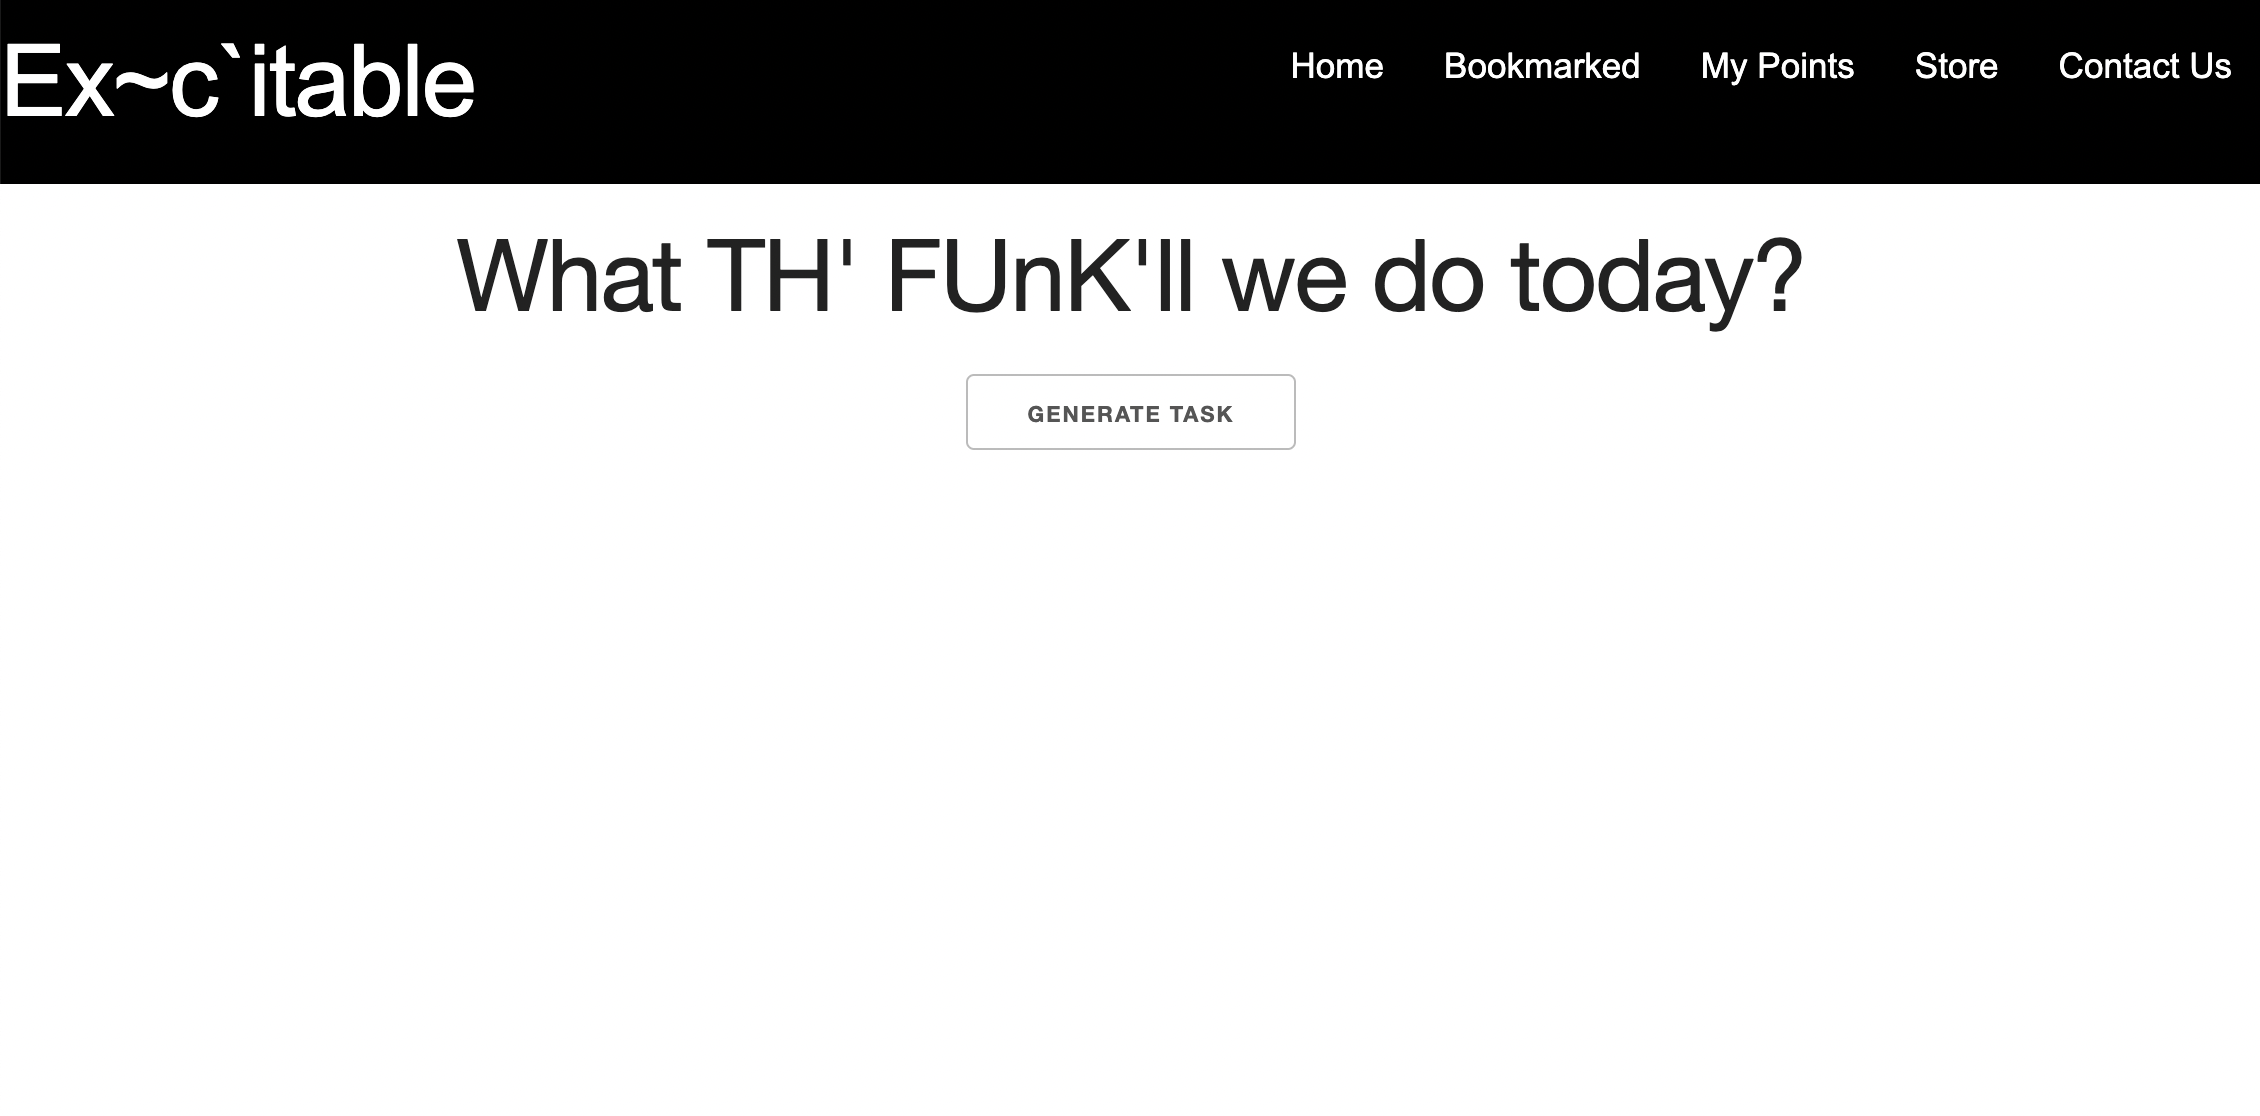 Ex~c`itable
Home Bookmarked My Points Store Contact Us
What TH' FUnK'll we do today?
GENERATE TASK